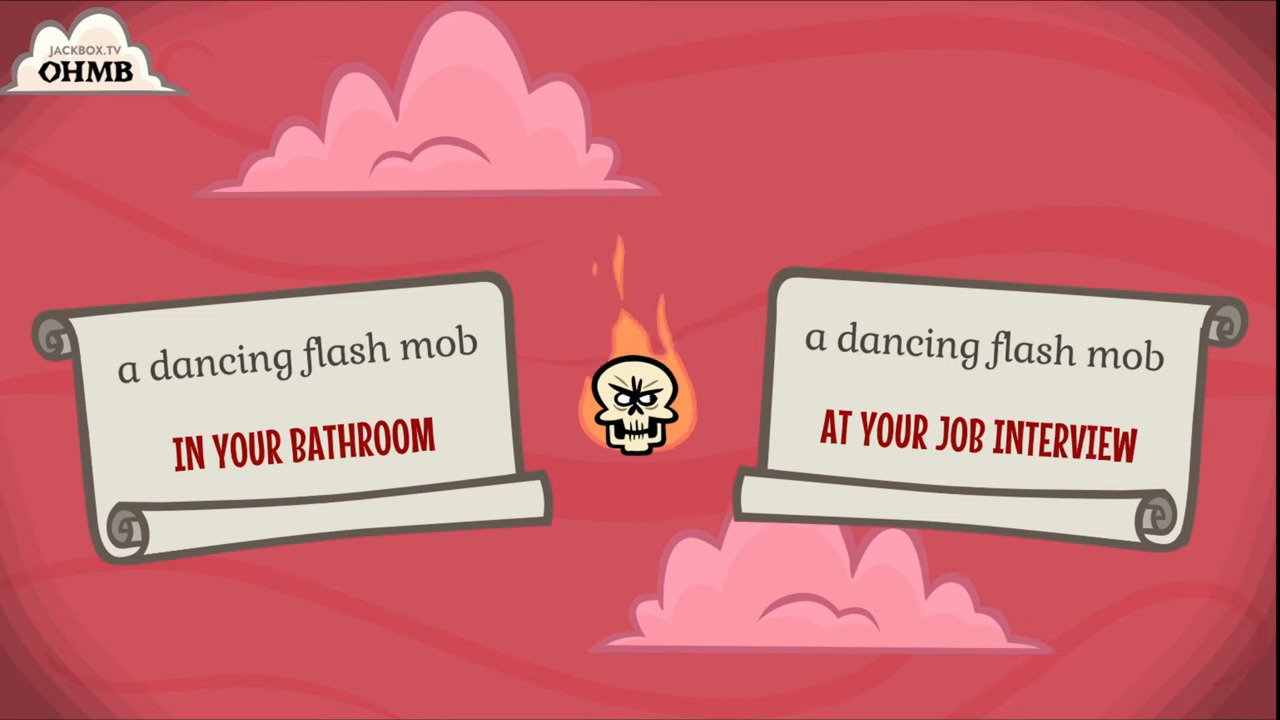 JACKBOX.TV
OHMB
a dancing flash mob
IN YOUR BATHROOM
a dancing flash mob
AT YOUR JOB INTERVIEW